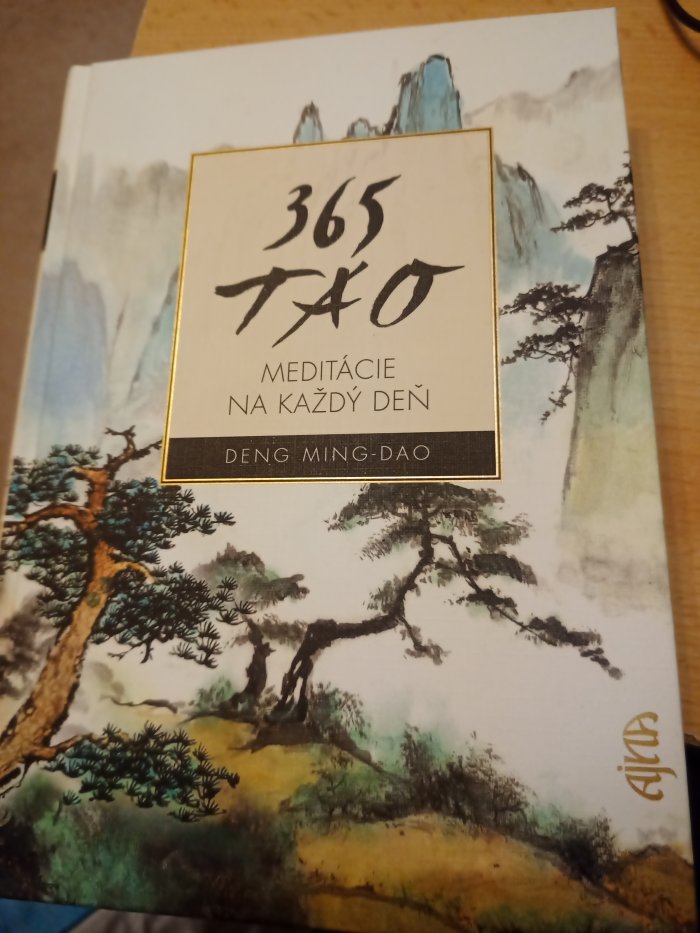 365
TAO
MEDITÁCIE
NA KAŽDÝ DEŇ
DENG MING-DAO
AjNA